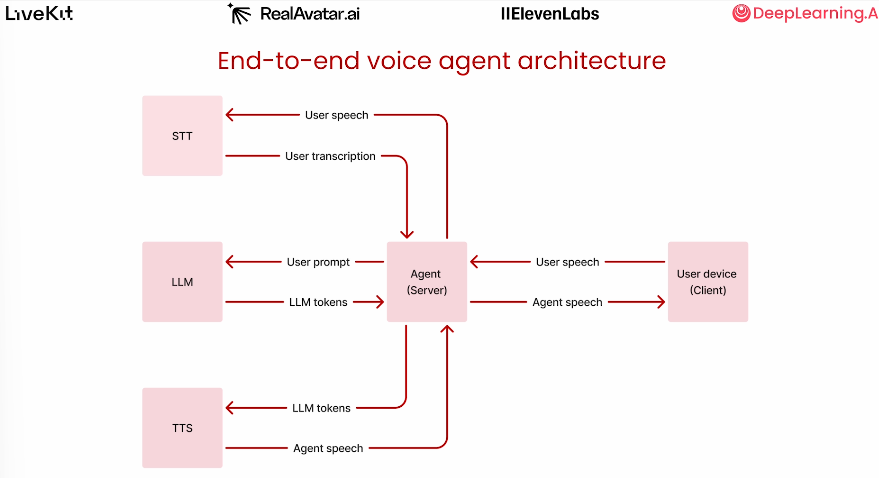 LiveKit
RealAvatar.ai
IIElevenLabs
DeepLearning.A
End-to-end voice agent architecture
STT
User speech
User transcription
LLM
User prompt
LLM tokens
Agent
(Server)
User speech
Agent speech
User device
(Client)
TTS
LLM tokens
Agent speech